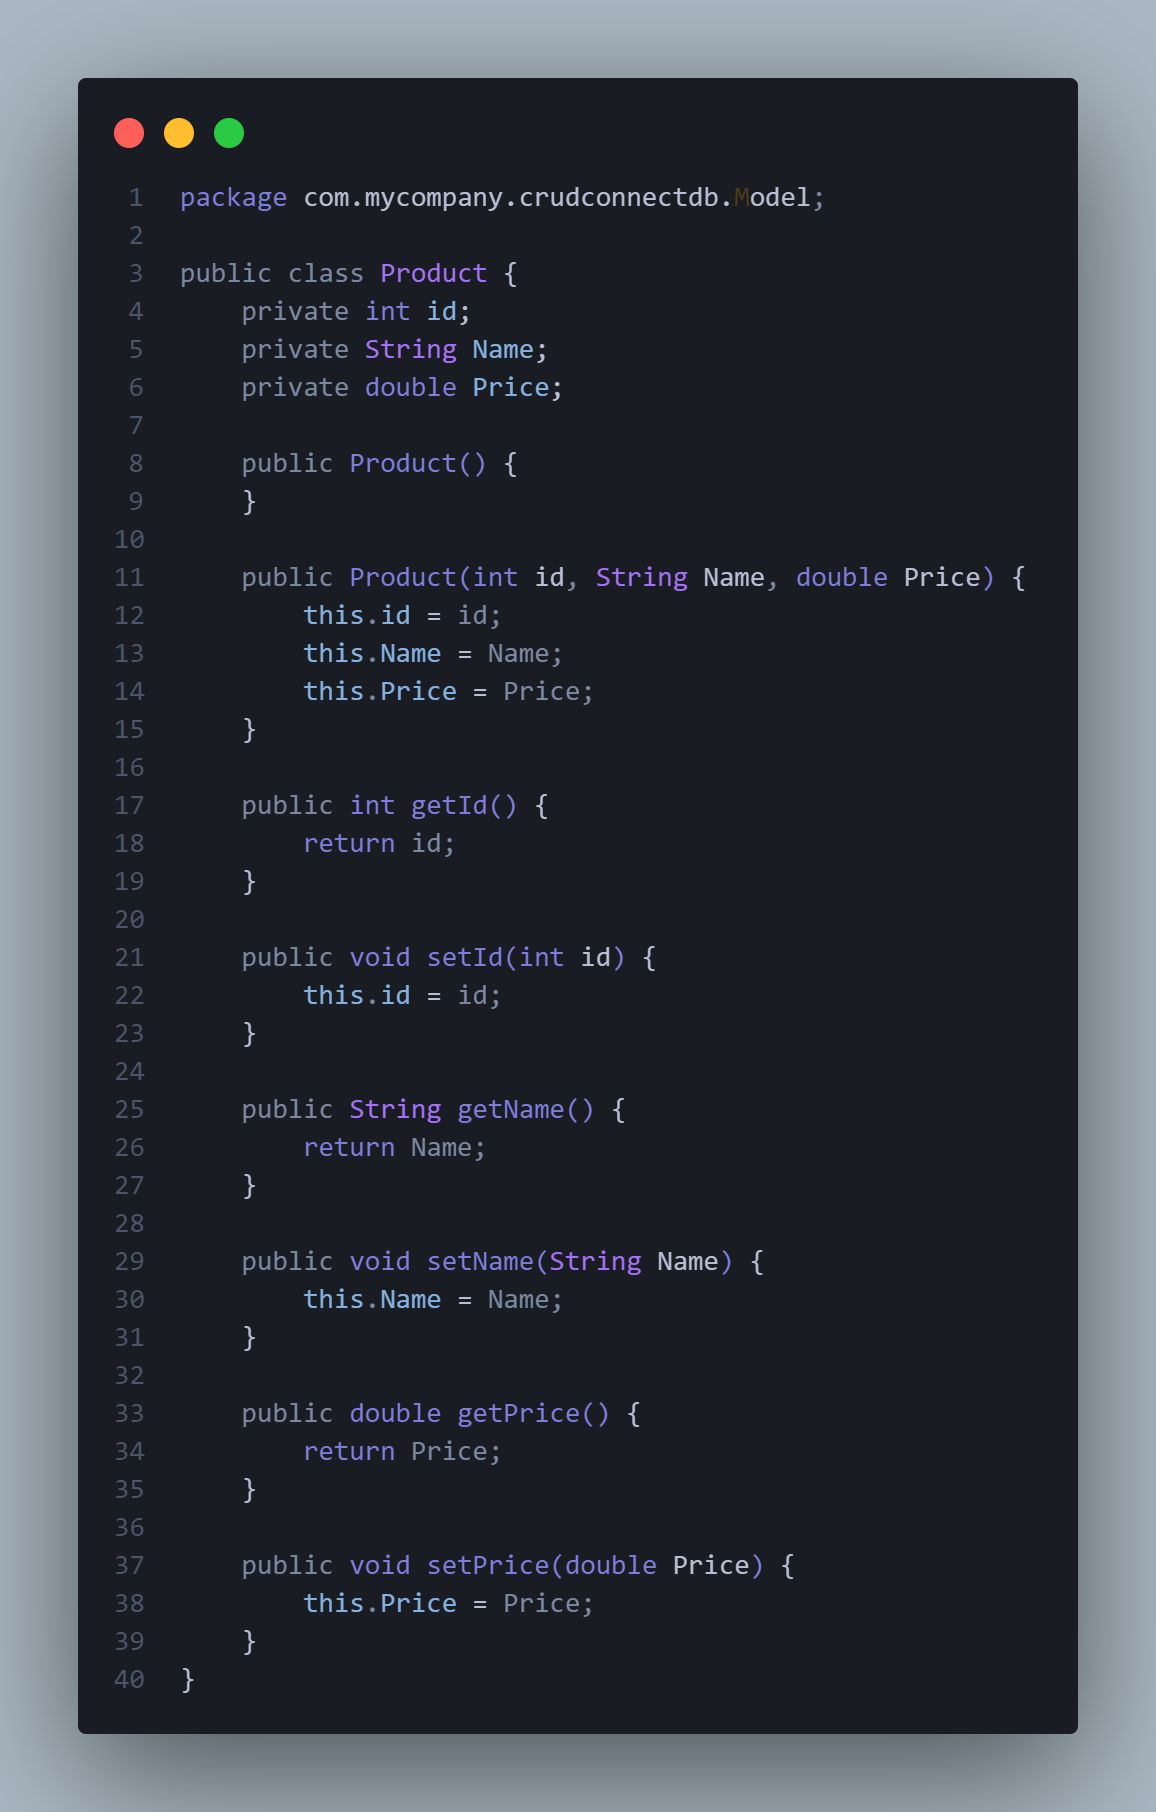 1 package com.mycompany.crudconnectdb.Model;
2
3 public class Product {
4     private int id;
5     private String Name;
6     private double Price;
7
8     public Product() {
9     }
10
11     public Product(int id, String Name, double Price) {
12         this.id = id;
13         this.Name = Name;
14         this.Price = Price;
15     }
16
17     public int getId() {
18         return id;
19     }
20
21     public void setId(int id) {
22         this.id = id;
23     }
24
25     public String getName() {
26         return Name;
27     }
28
29     public void setName(String Name) {
30         this.Name = Name;
31     }
32
33     public double getPrice() {
34         return Price;
35     }
36
37     public void setPrice(double Price) {
38         this.Price = Price;
39     }
40 }